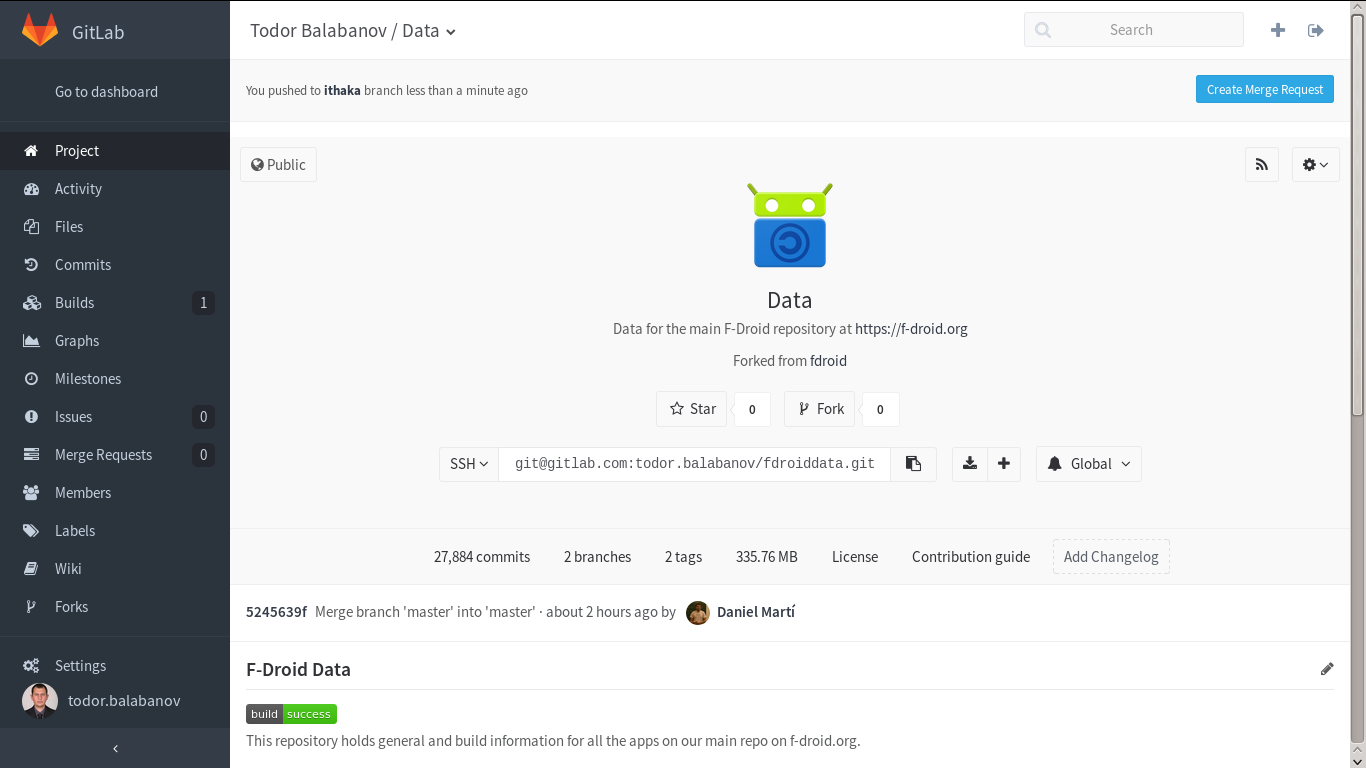 GitLab
Todor Balabanov / Data
Search
Go to dashboard
You pushed to ithaka branch less than a minute ago
Create Merge Request
Project
Activity
Files
Commits
Builds 1
Graphs
Milestones
Issues 0
Merge Requests 0
Members
Labels
Wiki
Forks
Settings
todor.balabanov
Public
Data
Data for the main F-Droid repository at https://f-droid.org
Forked from fdroid
Star 0 Fork 0
SSH git@gitlab.com:todor.balabanov/fdroiddata.git Global
27,884 commits 2 branches 2 tags 335.76 MB License Contribution guide Add Changelog
5245639f Merge branch 'master' into 'master' · about 2 hours ago by Daniel Martí
F-Droid Data
build success
This repository holds general and build information for all the apps on our main repo on f-droid.org.